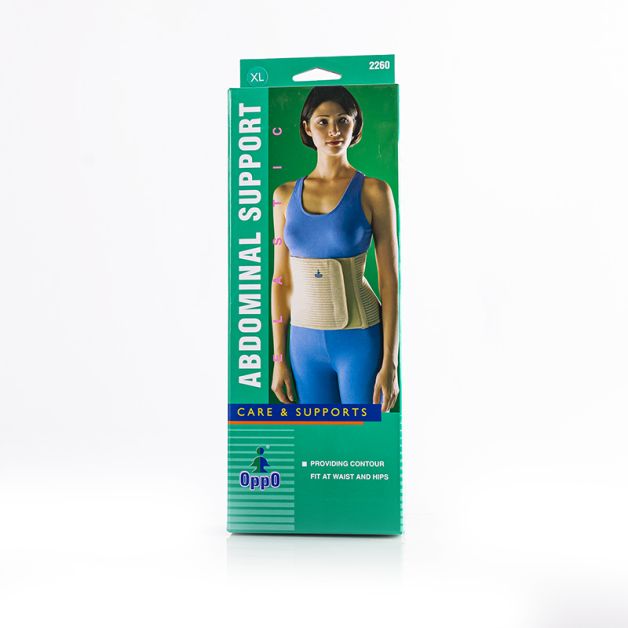 XL
2260
ABDOMINAL SUPPORT
ELASTIC
CARE & SUPPORTS
®
OppO
PROVIDING CONTOUR
FIT AT WAIST AND HIPS